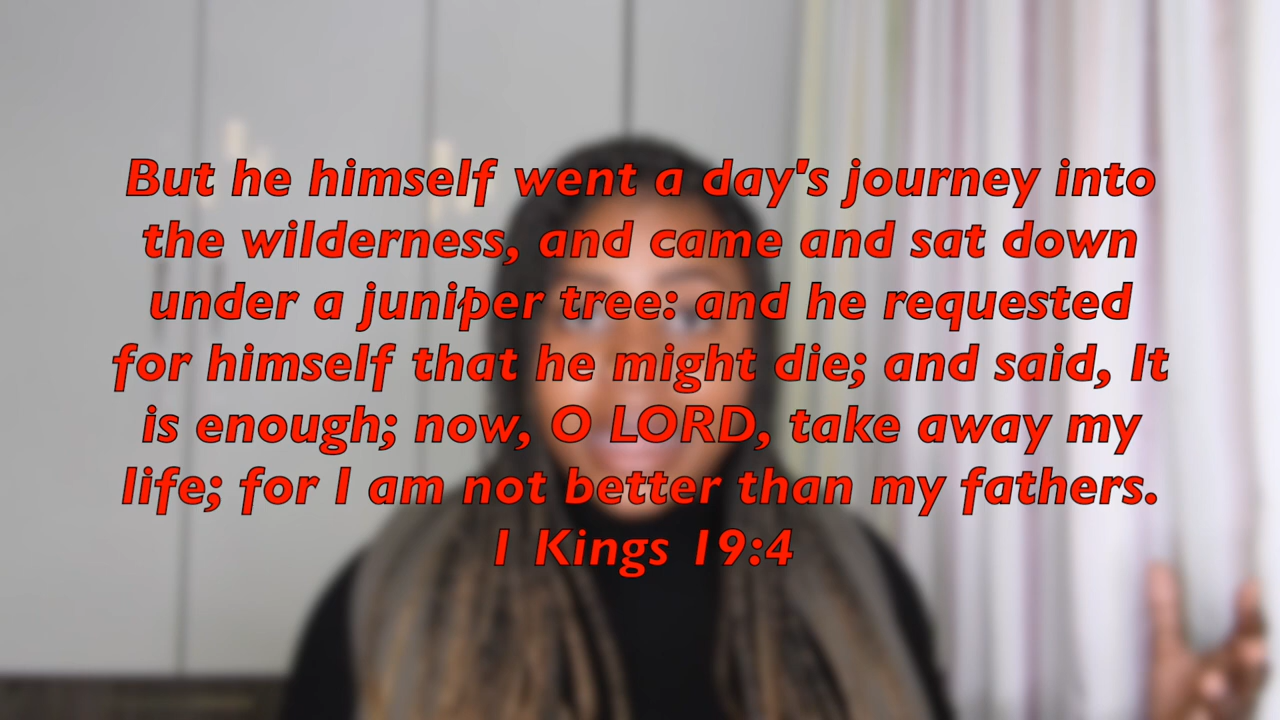 But he himself went a day's journey into
the wilderness, and came and sat down
under a juniper tree: and he requested
for himself that he might die; and said, It
is enough; now, O LORD, take away my
life; for I am not better than my fathers.
1 Kings 19:4